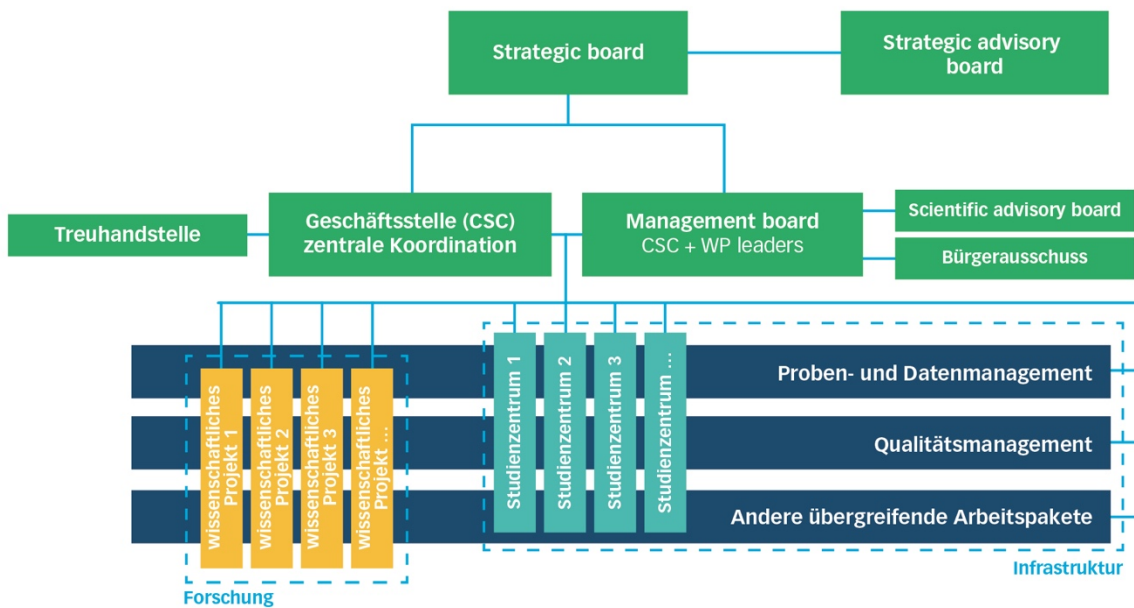 Strategic board
Strategic advisory
board
Treuhandstelle
Geschäftsstelle (CSC)
zentrale Koordination
Management board
CSC + WP leaders
Scientific advisory board
Bürgerausschuss
wissenschaftliches
Projekt 1
wissenschaftliches
Projekt 2
wissenschaftliches
Projekt 3
wissenschaftliches
Projekt ...
Studienzentrum 1
Studienzentrum 2
Studienzentrum 3
Studienzentrum ...
Proben- und Datenmanagement
Qualitätsmanagement
Andere übergreifende Arbeitspakete
Infrastruktur
Forschung